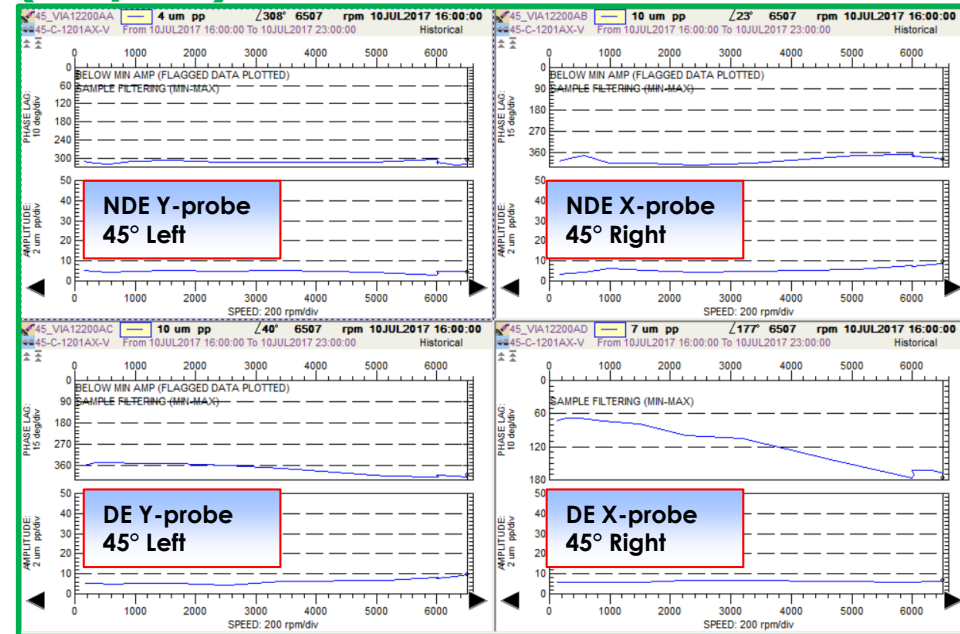 45_VIA12200AA 4 um pp ∠308° 6507 rpm 10JUL2017 16:00:00
45-C-1201AX-V From 10JUL2017 16:00:00 To 10JUL2017 23:00:00 Historical
0 1000 2000 3000 4000 5000 6000
BELOW MIN AMP (FLAGGED DATA PLOTTED)
SAMPLE FILTERING (MIN-MAX)
PHASE LAG:
10 deg/div
0
60
120
180
240
300
NDE Y-probe
45° Left
AMPLITUDE:
2 um pp/div
50
40
30
20
10
0
0 1000 2000 3000 4000 5000 6000
SPEED: 200 rpm/div
45_VIA12200AB 10 um pp ∠23° 6507 rpm 10JUL2017 16:00:00
45-C-1201AX-V From 10JUL2017 16:00:00 To 10JUL2017 23:00:00 Historical
0 1000 2000 3000 4000 5000 6000
BELOW MIN AMP (FLAGGED DATA PLOTTED)
SAMPLE FILTERING (MIN-MAX)
PHASE LAG:
15 deg/div
0
90
180
270
360
NDE X-probe
45° Right
AMPLITUDE:
2 um pp/div
50
40
30
20
10
0
0 1000 2000 3000 4000 5000 6000
SPEED: 200 rpm/div
45_VIA12200AC 10 um pp ∠40° 6507 rpm 10JUL2017 16:00:00
45-C-1201AX-V From 10JUL2017 16:00:00 To 10JUL2017 23:00:00 Historical
0 1000 2000 3000 4000 5000 6000
BELOW MIN AMP (FLAGGED DATA PLOTTED)
SAMPLE FILTERING (MIN-MAX)
PHASE LAG:
15 deg/div
0
90
180
270
360
DE Y-probe
45° Left
AMPLITUDE:
2 um pp/div
50
40
30
20
10
0
0 1000 2000 3000 4000 5000 6000
SPEED: 200 rpm/div
45_VIA12200AD 7 um pp ∠177° 6507 rpm 10JUL2017 16:00:00
45-C-1201AX-V From 10JUL2017 16:00:00 To 10JUL2017 23:00:00 Historical
0 1000 2000 3000 4000 5000 6000
SAMPLE FILTERING (MIN-MAX)
PHASE LAG:
10 deg/div
0
60
120
180
DE X-probe
45° Right
AMPLITUDE:
2 um pp/div
50
40
30
20
10
0
0 1000 2000 3000 4000 5000 6000
SPEED: 200 rpm/div